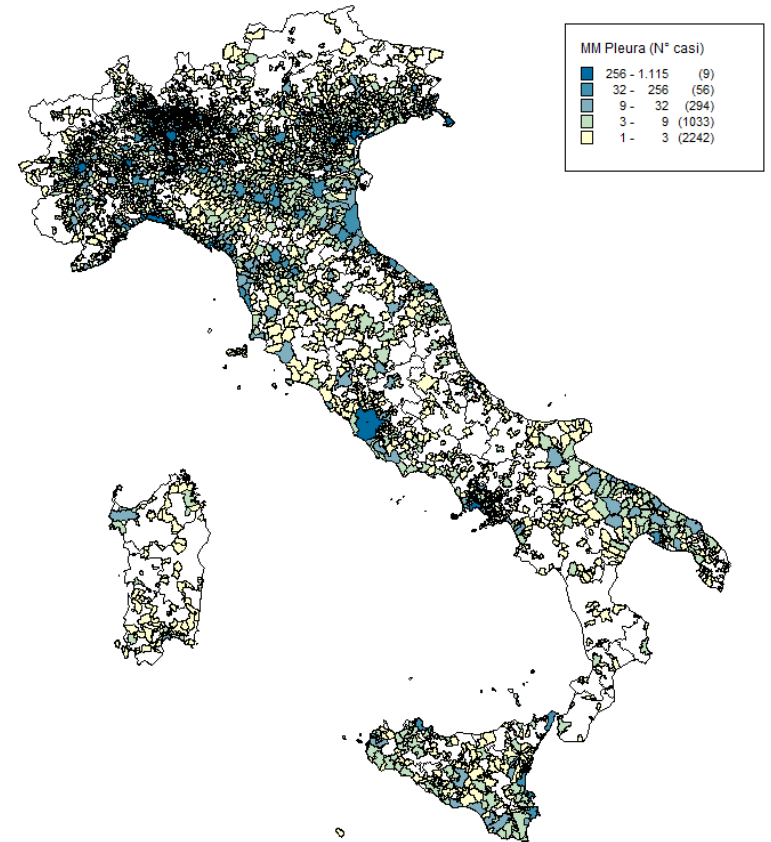 MM Pleura (N° casi)
256 - 1.115 (9)
32 - 256 (56)
9 - 32 (294)
3 - 9 (1033)
1 - 3 (2242)